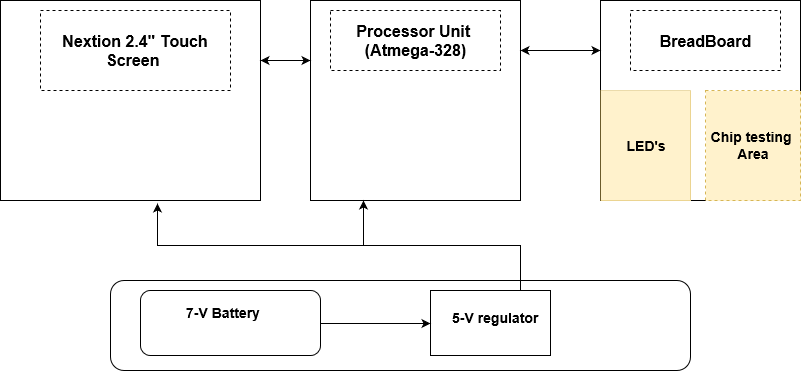 Nextion 2.4" Touch
Screen
Processor Unit
(Atmega-328)
BreadBoard
LED's
Chip testing
Area
7-V Battery
5-V regulator